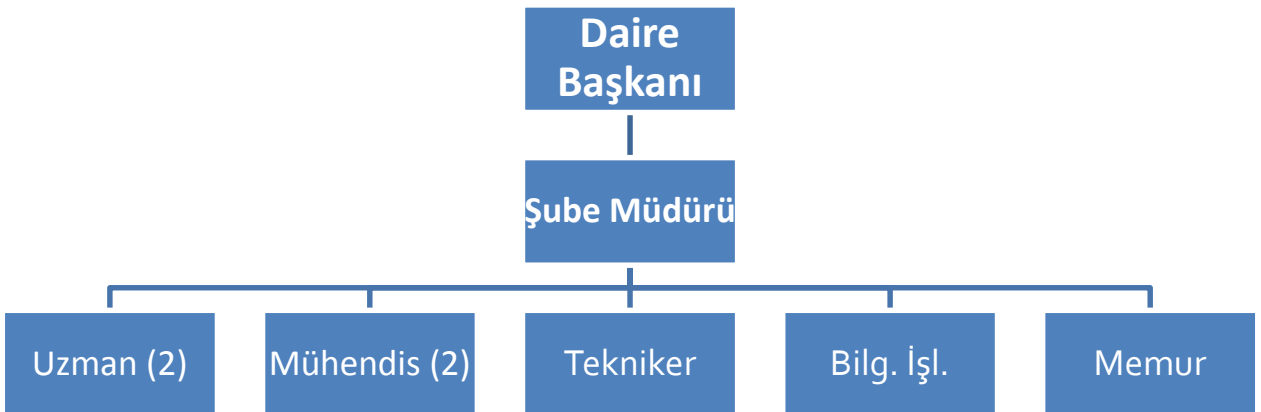 Daire
Başkanı
Şube Müdürü
Uzman (2)
Mühendis (2)
Tekniker
Bilg. İşl.
Memur